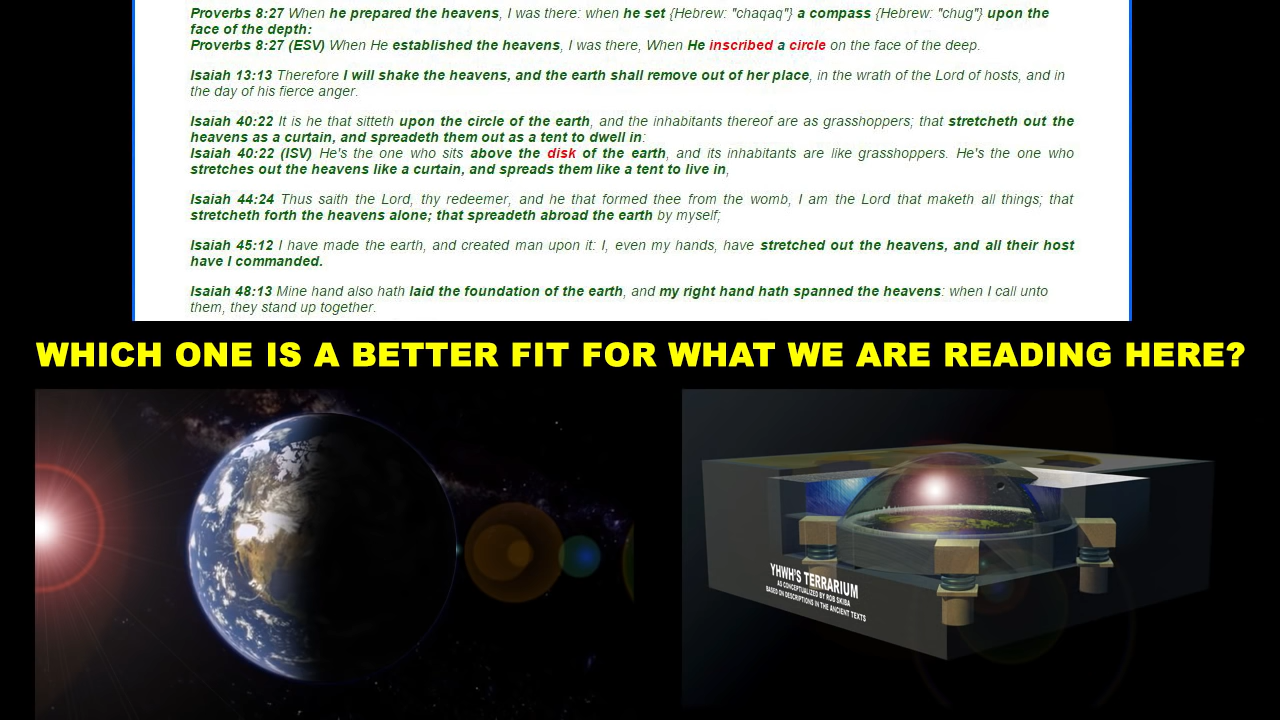 Proverbs 8:27 When he prepared the heavens, I was there: when he set {Hebrew: "chaqaq"} a compass {Hebrew: "chug"} upon the
face of the depth:
Proverbs 8:27 (ESV) When He established the heavens, I was there, When He inscribed a circle on the face of the deep.
Isaiah 13:13 Therefore I will shake the heavens, and the earth shall remove out of her place, in the wrath of the Lord of hosts, and in
the day of his fierce anger.
Isaiah 40:22 It is he that sitteth upon the circle of the earth, and the inhabitants thereof are as grasshoppers; that stretcheth out the
heavens as a curtain, and spreadeth them out as a tent to dwell in:
Isaiah 40:22 (ISV) He's the one who sits above the disk of the earth, and its inhabitants are like grasshoppers. He's the one who
stretches out the heavens like a curtain, and spreads them like a tent to live in,
Isaiah 44:24 Thus saith the Lord, thy redeemer, and he that formed thee from the womb, I am the Lord that maketh all things; that
stretcheth forth the heavens alone; that spreadeth abroad the earth by myself;
Isaiah 45:12 I have made the earth, and created man upon it: I, even my hands, have stretched out the heavens, and all their host
have I commanded.
Isaiah 48:13 Mine hand also hath laid the foundation of the earth, and my right hand hath spanned the heavens: when I call unto
them, they stand up together.
WHICH ONE IS A BETTER FIT FOR WHAT WE ARE READING HERE?
YHWH'S TERRARIUM
AS CONCEPTUALIZED BY ROB SKIBA
BASED ON DESCRIPTIONS IN THE ANCIENT TEXTS